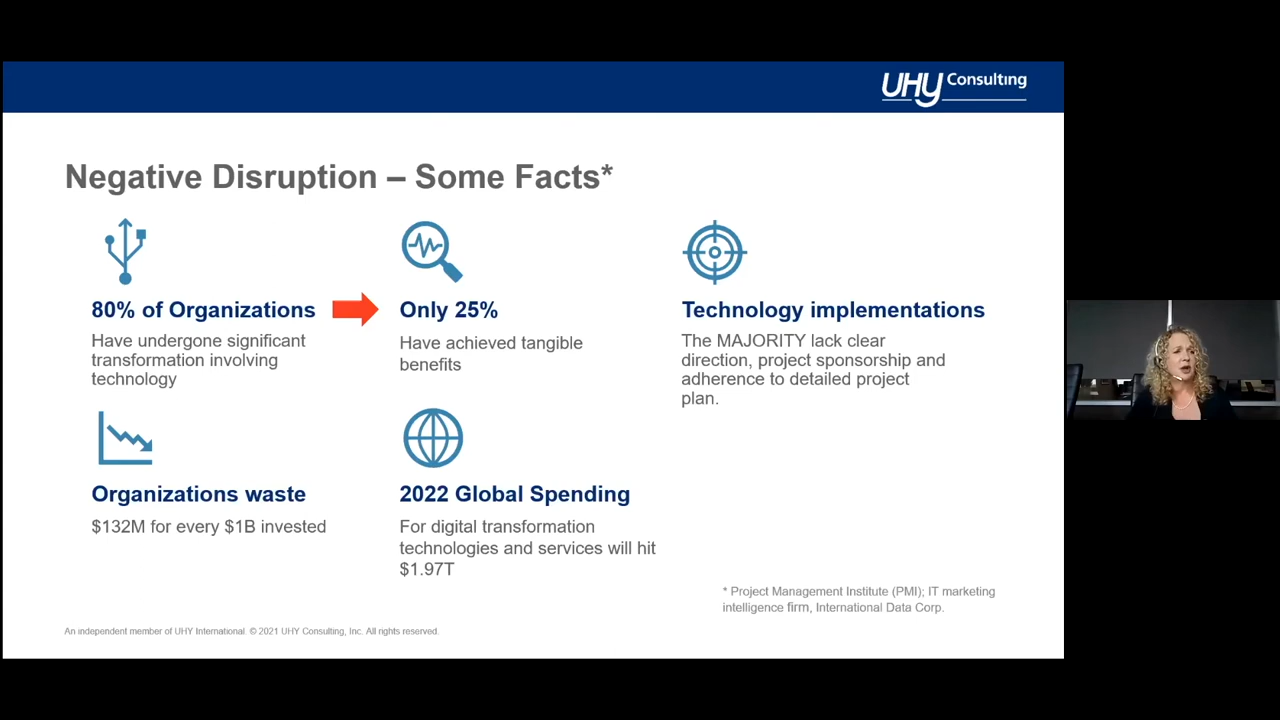 UHY Consulting
Negative Disruption – Some Facts*
80% of Organizations
Have undergone significant
transformation involving
technology
Only 25%
Have achieved tangible
benefits
Technology implementations
The MAJORITY lack clear
direction, project sponsorship and
adherence to detailed project
plan.
Organizations waste
$132M for every $1B invested
2022 Global Spending
For digital transformation
technologies and services will hit
$1.97T
* Project Management Institute (PMI); IT marketing
intelligence firm, International Data Corp.
An independent member of UHY International. © 2021 UHY Consulting, Inc. All rights reserved.